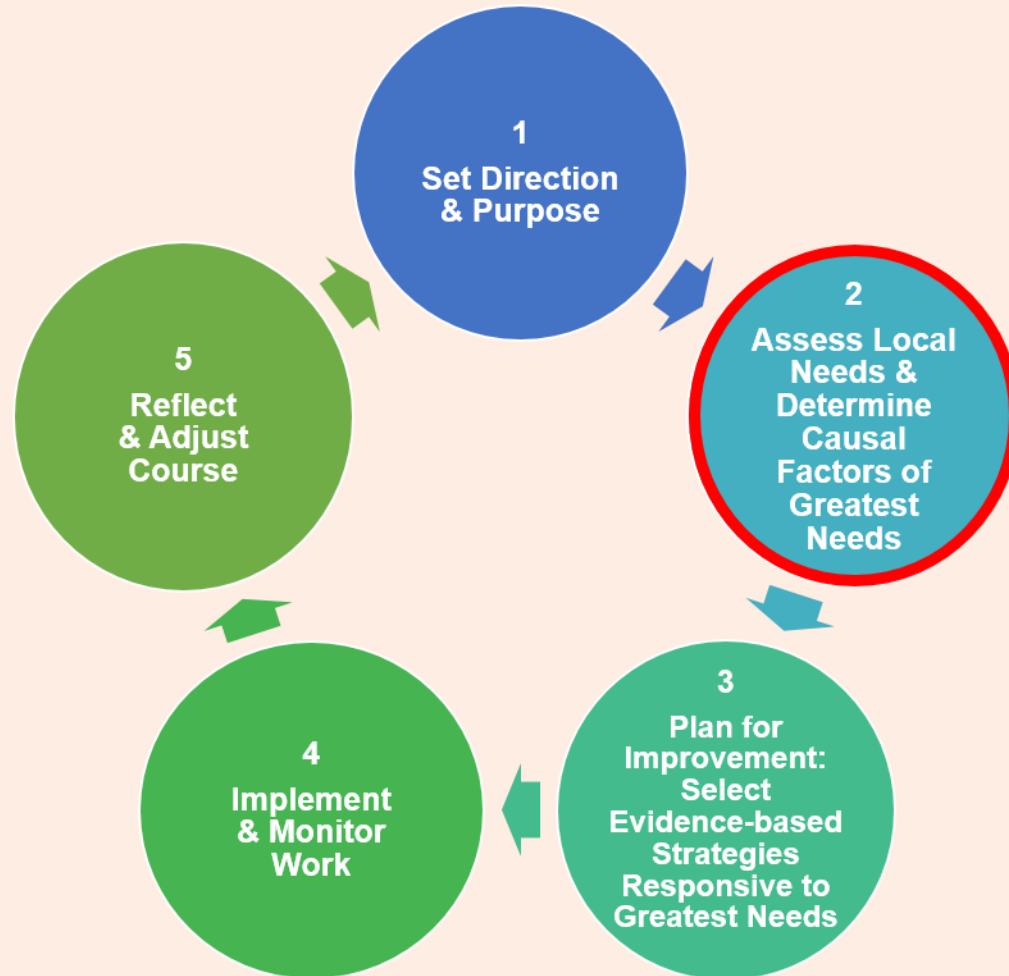 1
Set Direction
& Purpose
2
Assess Local
Needs &
Determine
Causal
Factors of
Greatest
Needs
3
Plan for
Improvement:
Select
Evidence-based
Strategies
Responsive to
Greatest Needs
4
Implement
& Monitor
Work
5
Reflect
& Adjust
Course